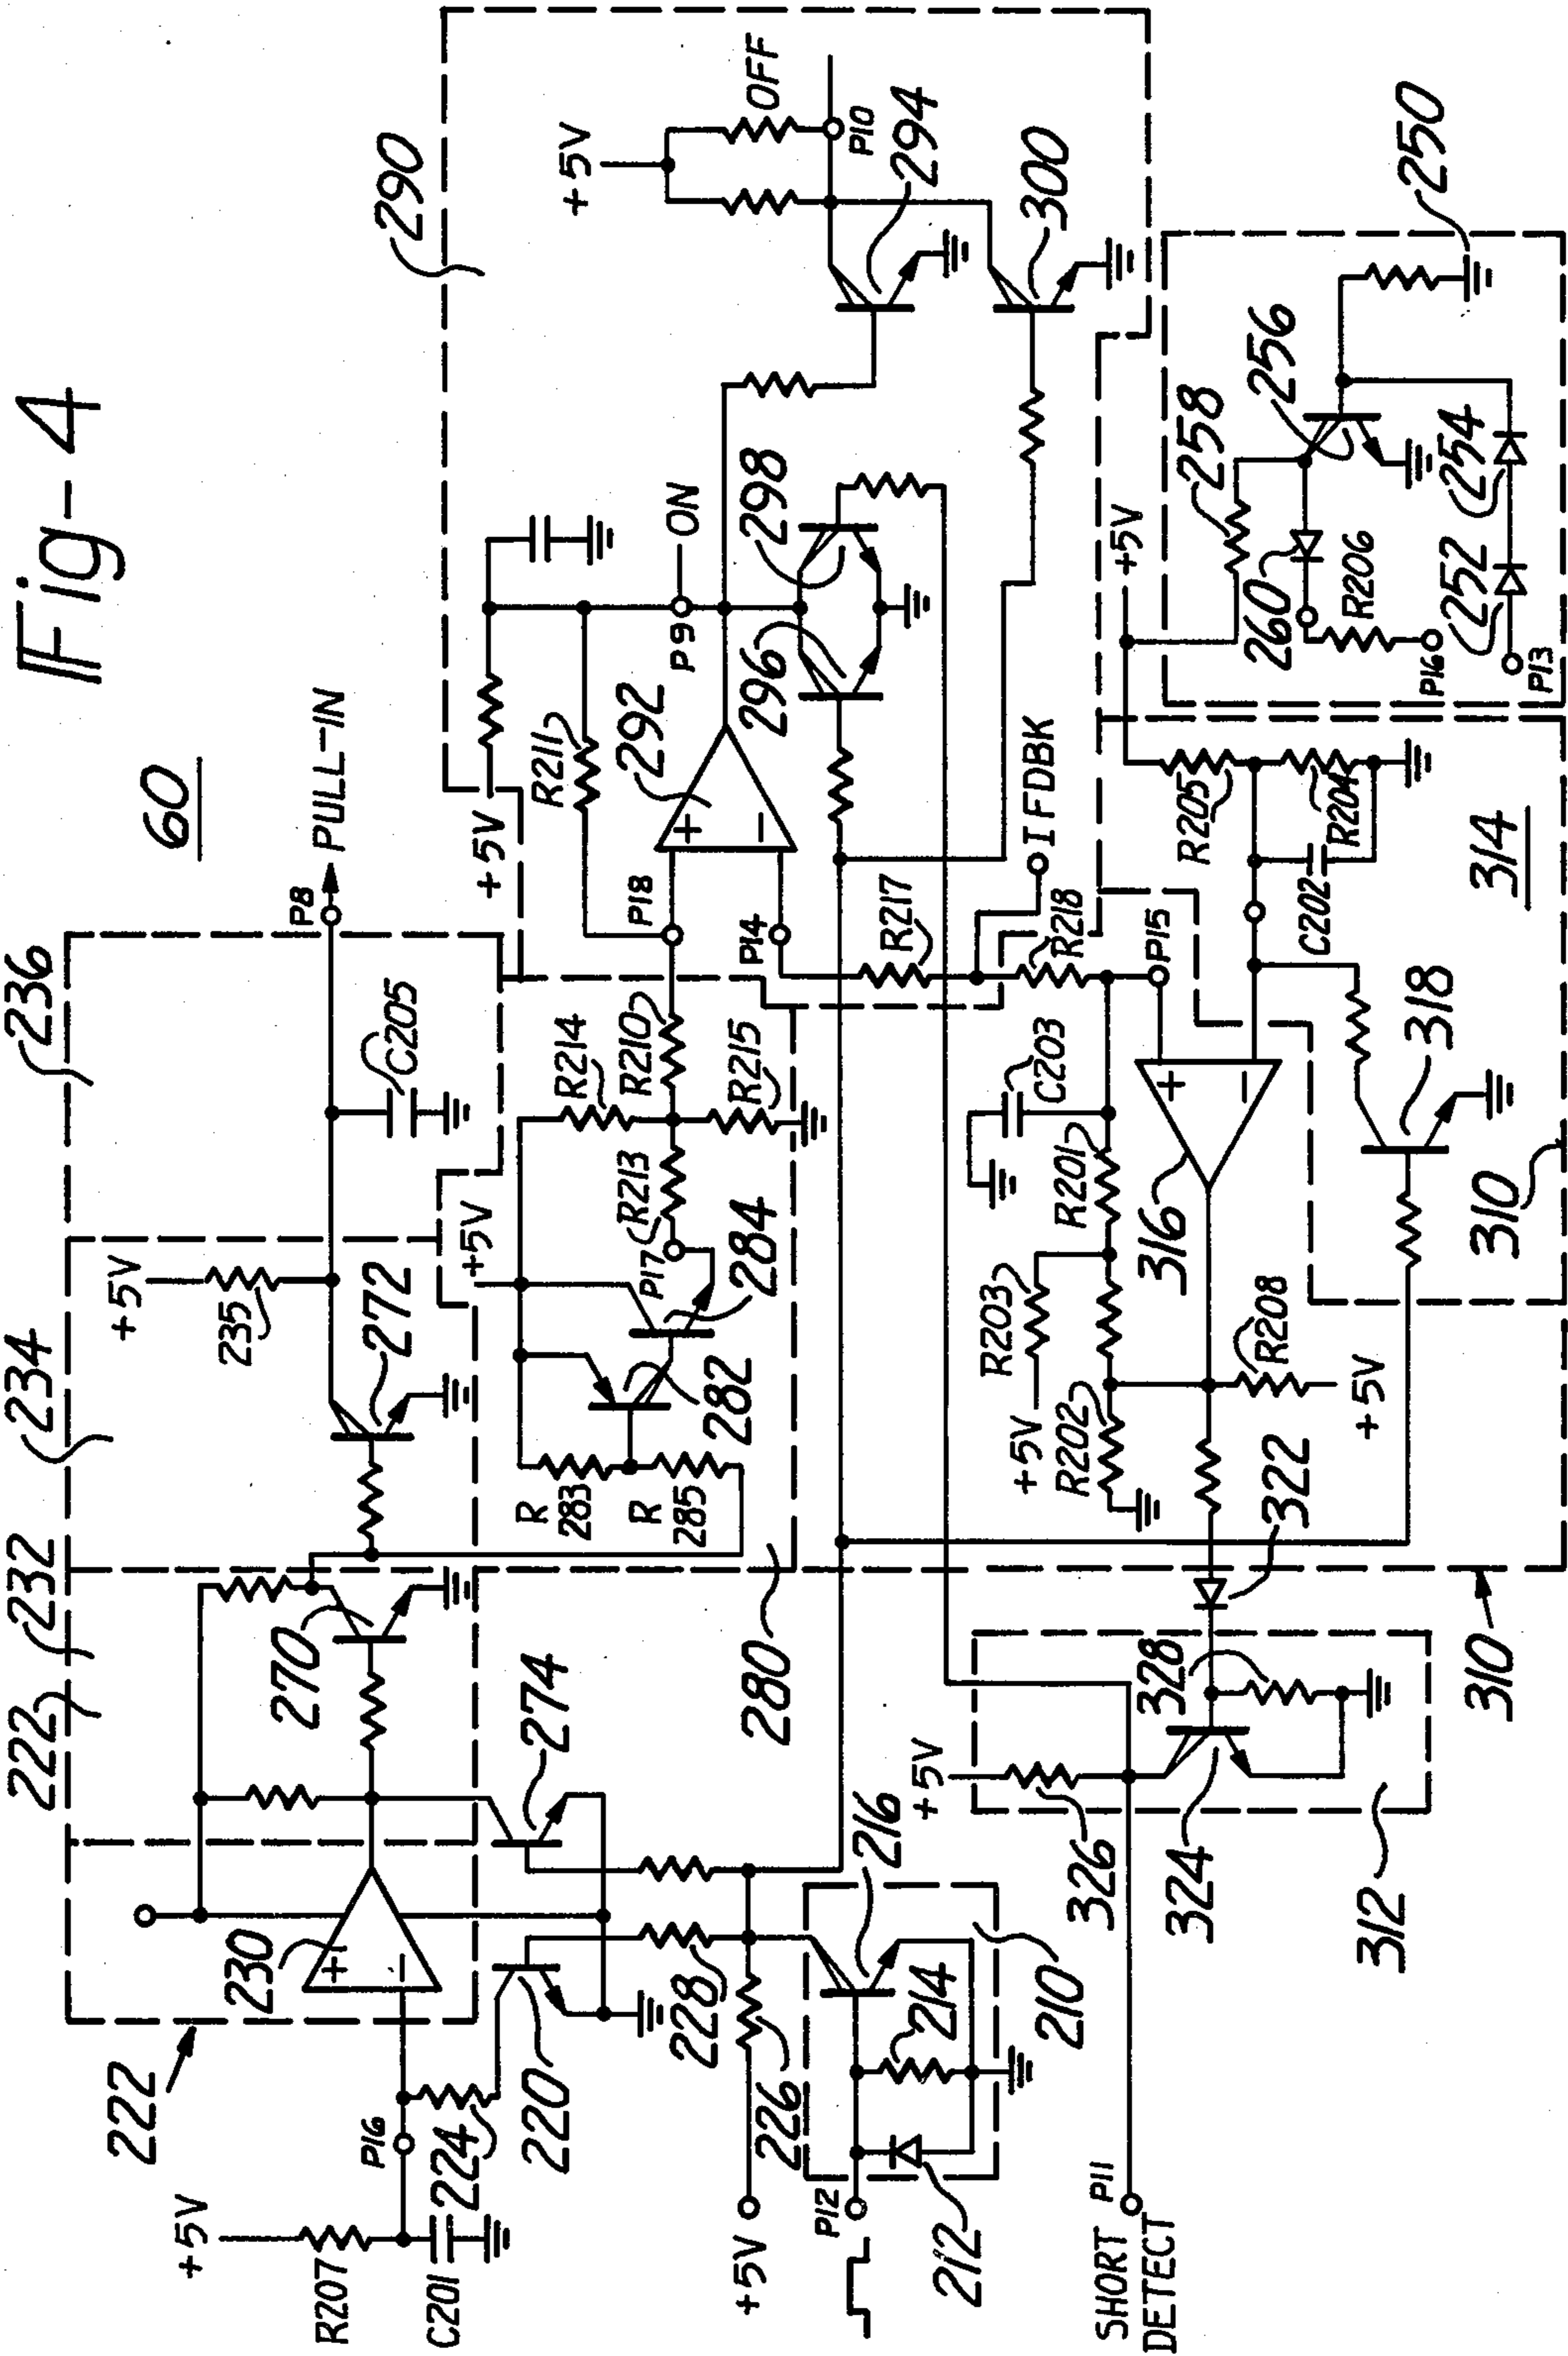 Fig-4
60
222
232
234
236
290
+5V
235
P8
PULL-IN
C205
272
270
230
222
P16
+5V
R207
C201
224
220
274
228
226
+5V
P12
212
214
216
210
280
R
283
R
285
282
284
+5V
P17
R213
R214
R210
R215
P18
P14
+5V
R211
292
P9
ON
296
298
+5V
OFF
P10
294
300
R217
IFDBK
R218
P15
C203
R201
R203
+5V
R202
316
R208
+5V
322
318
310
310
314
C202
R204
R205
+5V
258
256
250
260
R206
P16
252
254
P13
+5V
326
324
328
312
SHORT
DETECT
P11